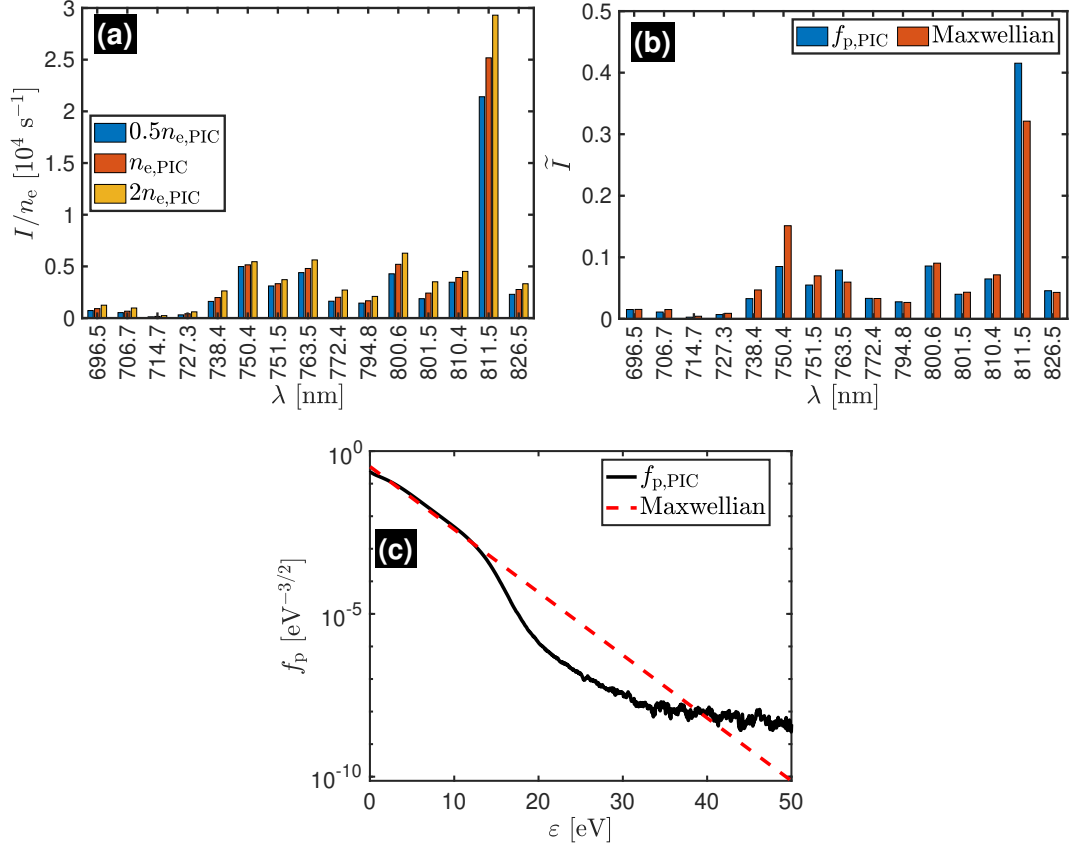 (a)
I/n_e [10^4 s^−1]
3
2.5
2
1.5
1
0.5
0
0.5n_e,PIC
n_e,PIC
2n_e,PIC
696.5 706.7 714.7 727.3 738.4 750.4 751.5 763.5 772.4 794.8 800.6 801.5 810.4 811.5 826.5
λ [nm]
(b)
Ĩ
0.5
0.4
0.3
0.2
0.1
0
f_p,PIC Maxwellian
696.5 706.7 714.7 727.3 738.4 750.4 751.5 763.5 772.4 794.8 800.6 801.5 810.4 811.5 826.5
λ [nm]
(c)
f_p [eV^−3/2]
10^0
10^-5
10^-10
f_p,PIC
Maxwellian
0 10 20 30 40 50
ε [eV]